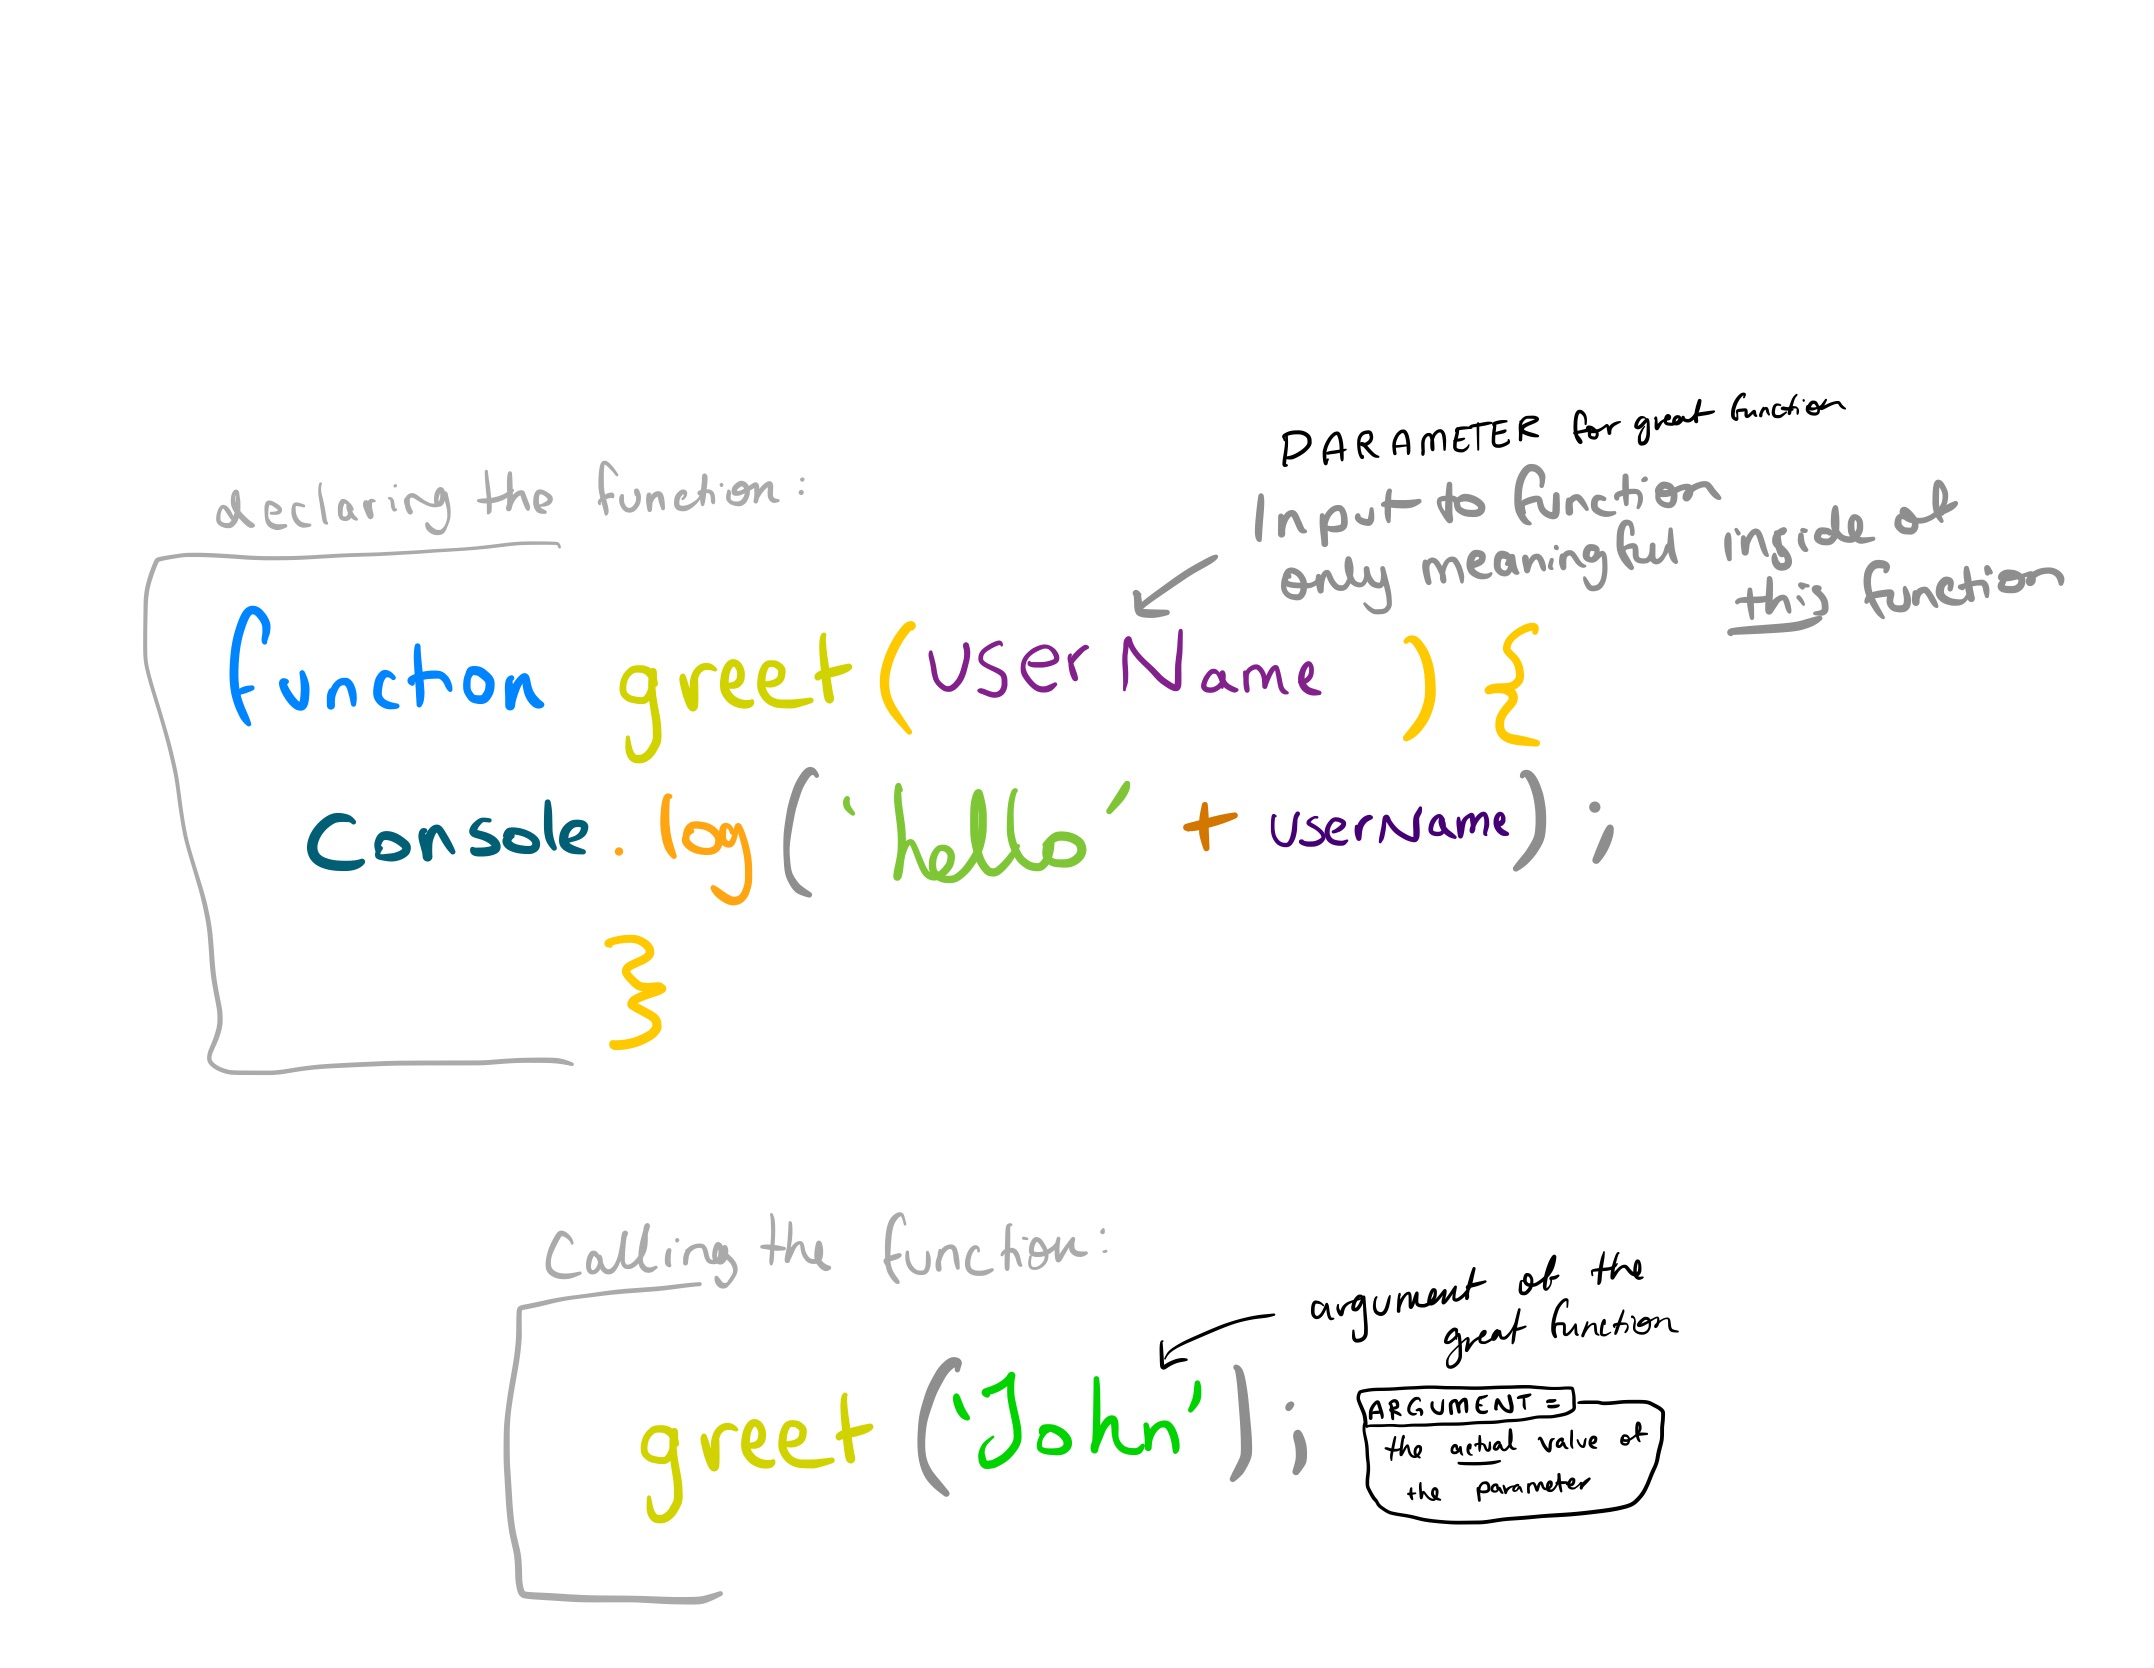 PARAMETER for great function
Input to function
only meaningful inside of
this function
declaring the function:
function greet(userName) {
Console.log('hello' + userName);
}
Calling the function:
argument of the
great function
greet('John');
ARGUMENT =
the actual value of
the parameter